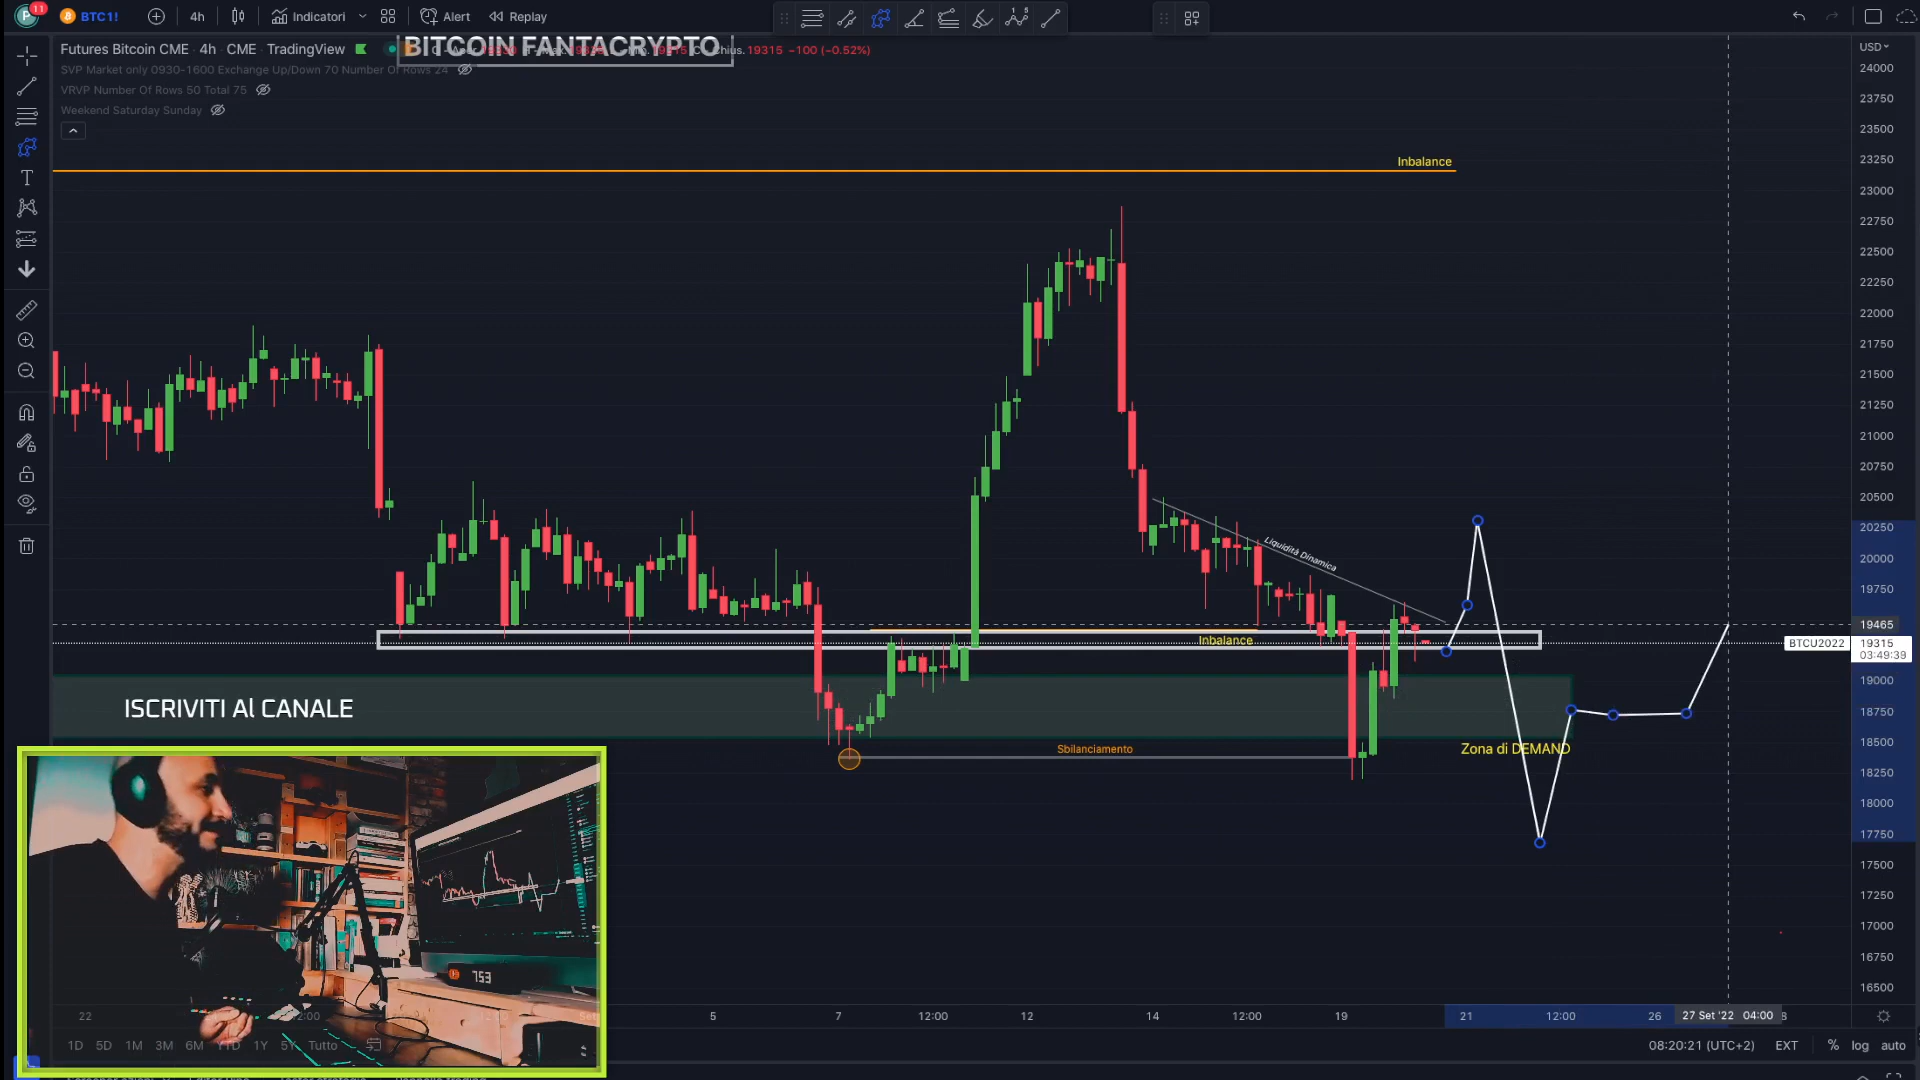 11
BTC1! 4h Indicatori Alert Replay
BITCOIN FANTACRYPTO
Futures Bitcoin CME · 4h · CME · TradingView 19315 −100 (−0.52%)
SVP Market only 0930-1600 Exchange Up/Down 70 Number Of Rows 24
VRVP Number Of Rows 50 Total 75
Weekend Saturday Sunday
USD
24000
23750
23500
23250
23000
22750
22500
22250
22000
21750
21500
21250
21000
20750
20500
20250
20000
19750
19465
BTCU2022 19315
03:49:39
19000
18750
18500
18250
18000
17750
17500
17250
17000
16750
16500
Inbalance
Liquidità Dinamica
Inbalance
ISCRIVITI Al CANALE
Sbilanciamento
Zona di DEMAND
753
22 5 7 12:00 12 14 12:00 19 21 12:00 26 27 Set '22 04:00
1D 5D 1M 3M 6M YTD 1Y 5Y Tutto
08:20:21 (UTC+2) EXT % log auto